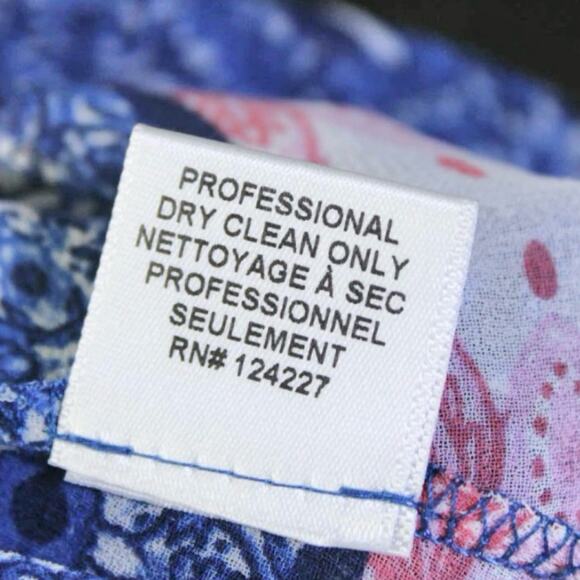 PROFESSIONAL
DRY CLEAN ONLY
NETTOYAGE À SEC
PROFESSIONNEL
SEULEMENT
RN# 124227